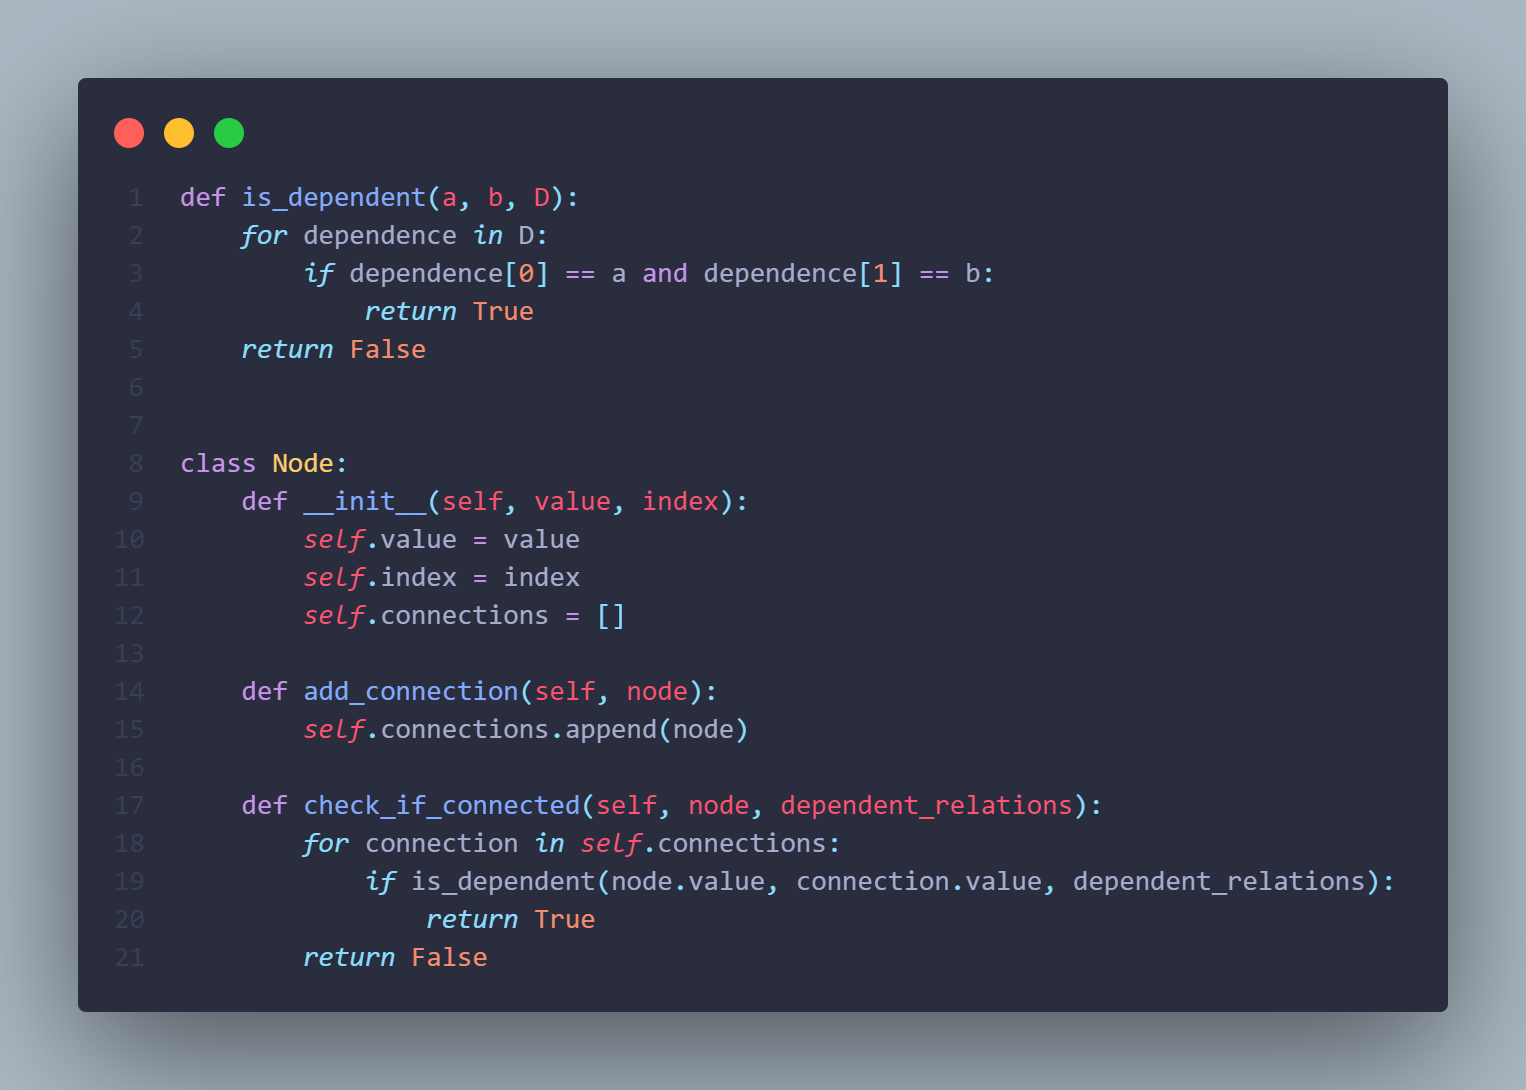 1 def is_dependent(a, b, D):
2     for dependence in D:
3         if dependence[0] == a and dependence[1] == b:
4             return True
5     return False
6
7
8 class Node:
9     def __init__(self, value, index):
10         self.value = value
11         self.index = index
12         self.connections = []
13
14     def add_connection(self, node):
15         self.connections.append(node)
16
17     def check_if_connected(self, node, dependent_relations):
18         for connection in self.connections:
19             if is_dependent(node.value, connection.value, dependent_relations):
20                 return True
21         return False